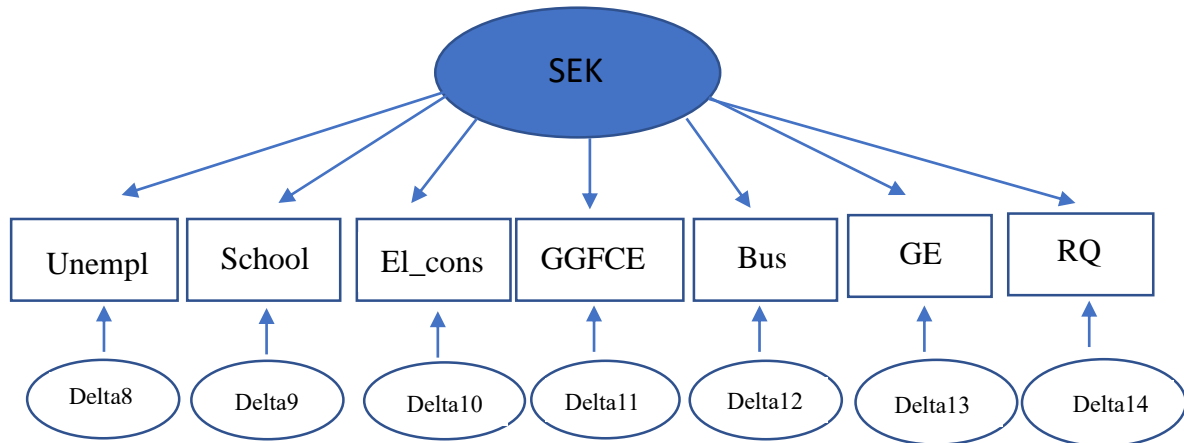 SEK
Unempl
School
El_cons
GGFCE
Bus
GE
RQ
Delta8
Delta9
Delta10
Delta11
Delta12
Delta13
Delta14